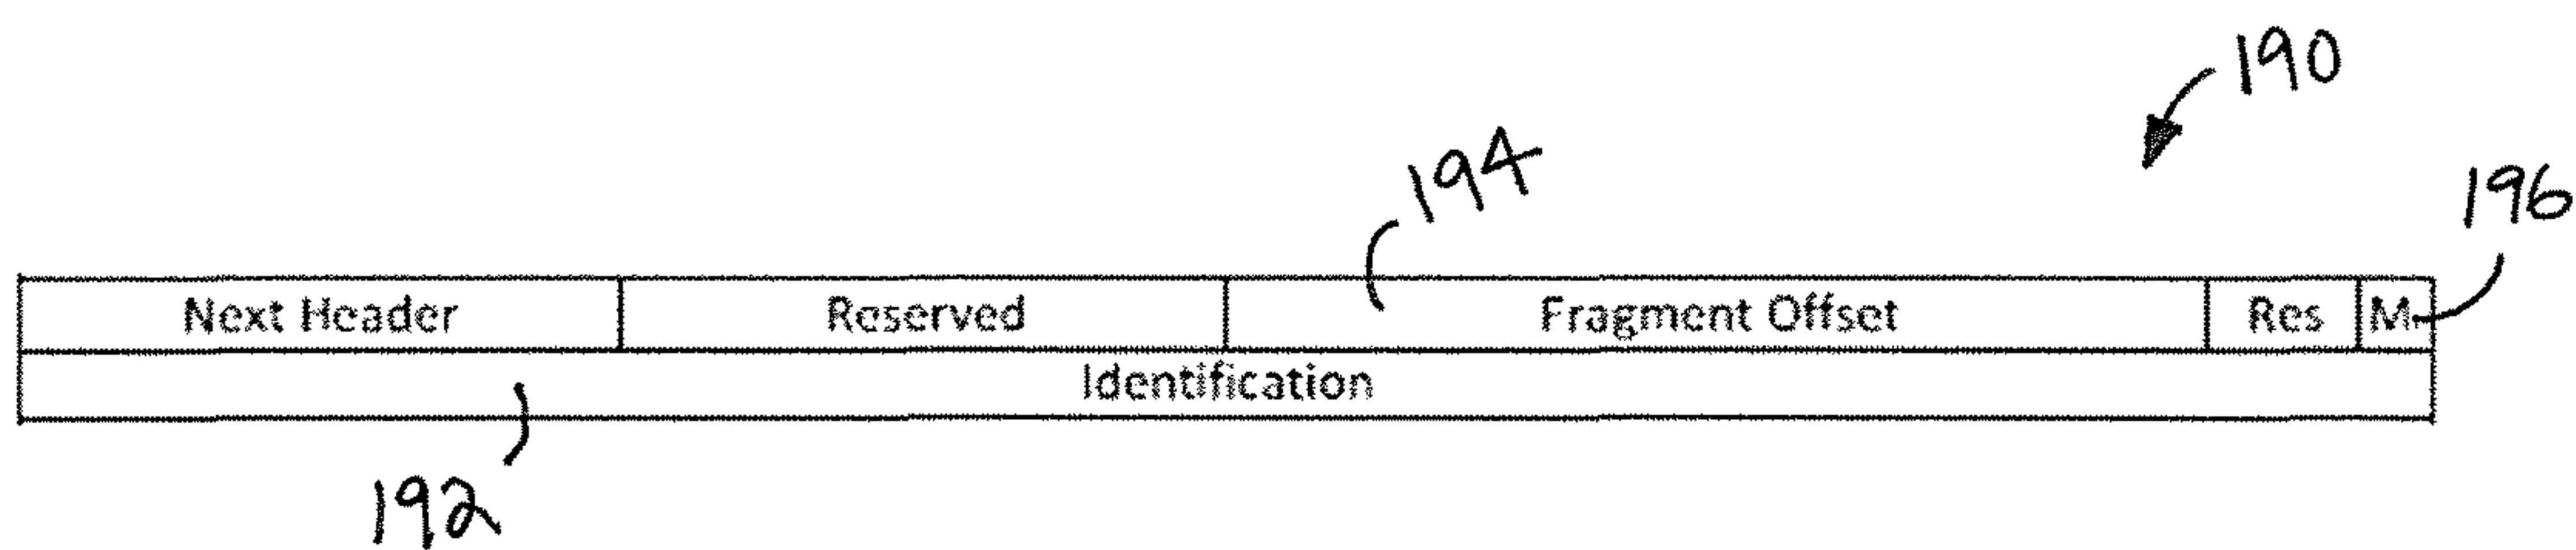 190
194
196
Next Header Reserved Fragment Offset Res M
Identification
192